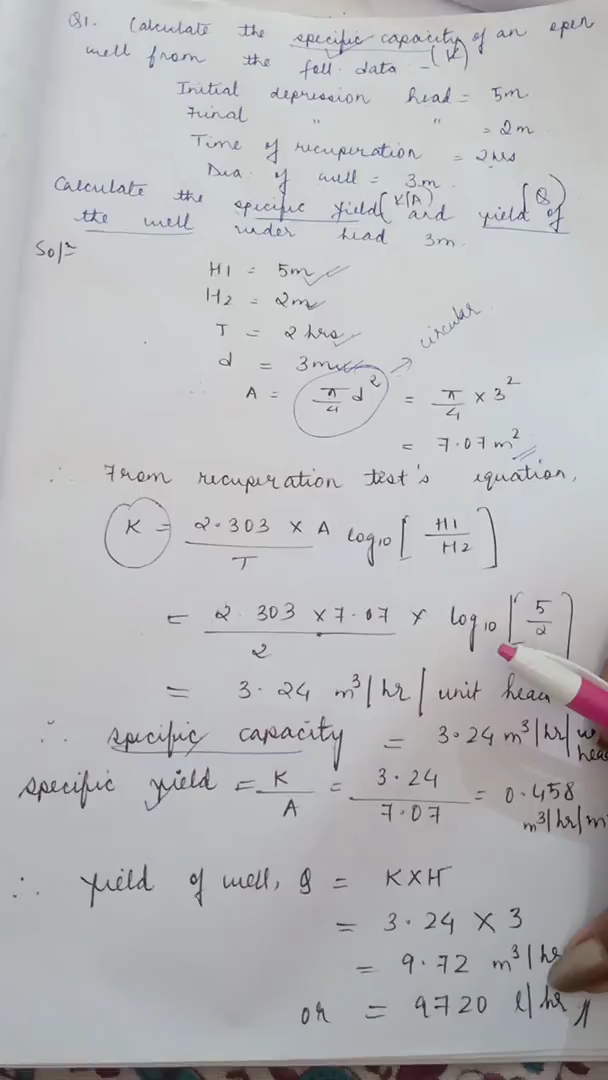 Q1. Calculate the specific capacity of an open
well from the foll. data - (K)
Initial depression head = 5m
Final " " = 2m
Time of recuperation = 2 hrs
Dia. of well = 3m.
Calculate the specific yield (K/A) and yield of (Q)
the well under head 3m.
Sol:-
H1 = 5m
H2 = 2m
T = 2 hrs
d = 3m
circular
A = π/4 d² = π/4 × 3²
= 7.07 m²
∴ From recuperation test's equation,
K = 2.303 × A / T log10 [ H1 / H2 ]
= 2.303 × 7.07 / 2 × log10 [ 5 / 2 ]
= 3.24 m³/hr/unit head
∴ specific capacity = 3.24 m³/hr/
head
specific yield = K / A = 3.24 / 7.07 = 0.458
m³/hr/m
∴ yield of well, Q = K×H
= 3.24 × 3
= 9.72 m³/hr
or = 9720 l/hr